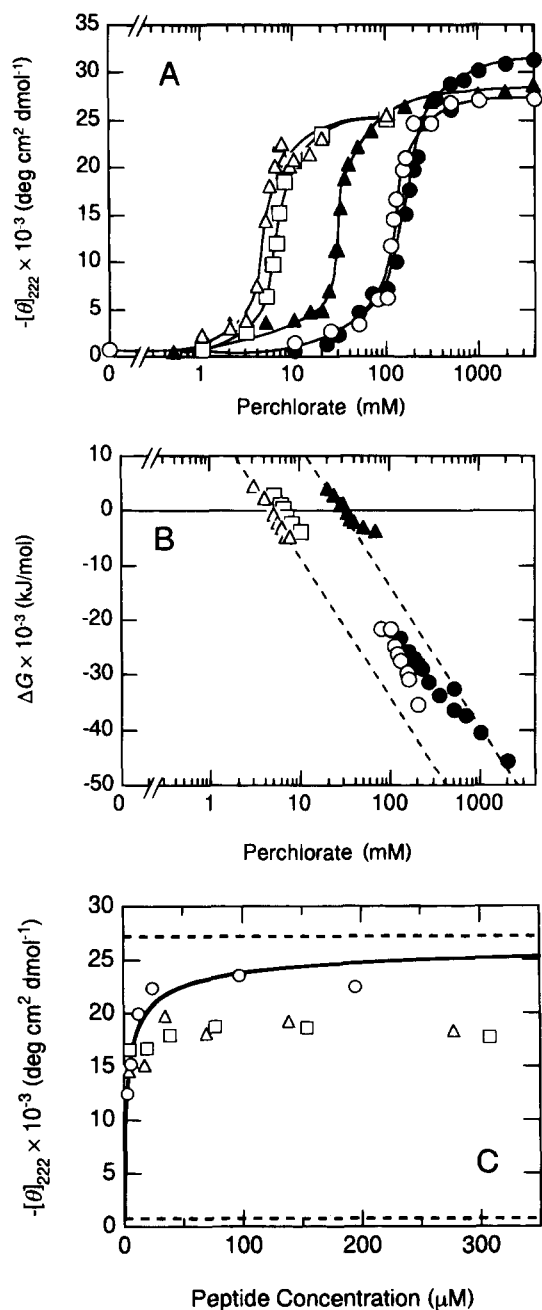 35
30
25
20
15
10
5
0
A
-[θ]222 × 10-3 (deg cm2 dmol-1)
0 1 10 100 1000
Perchlorate (mM)
10
0
-10
-20
-30
-40
-50
B
ΔG × 10-3 (kJ/mol)
0 1 10 100 1000
Perchlorate (mM)
30
25
20
15
10
5
0
C
-[θ]222 × 10-3 (deg cm2 dmol-1)
0 100 200 300
Peptide Concentration (μM)